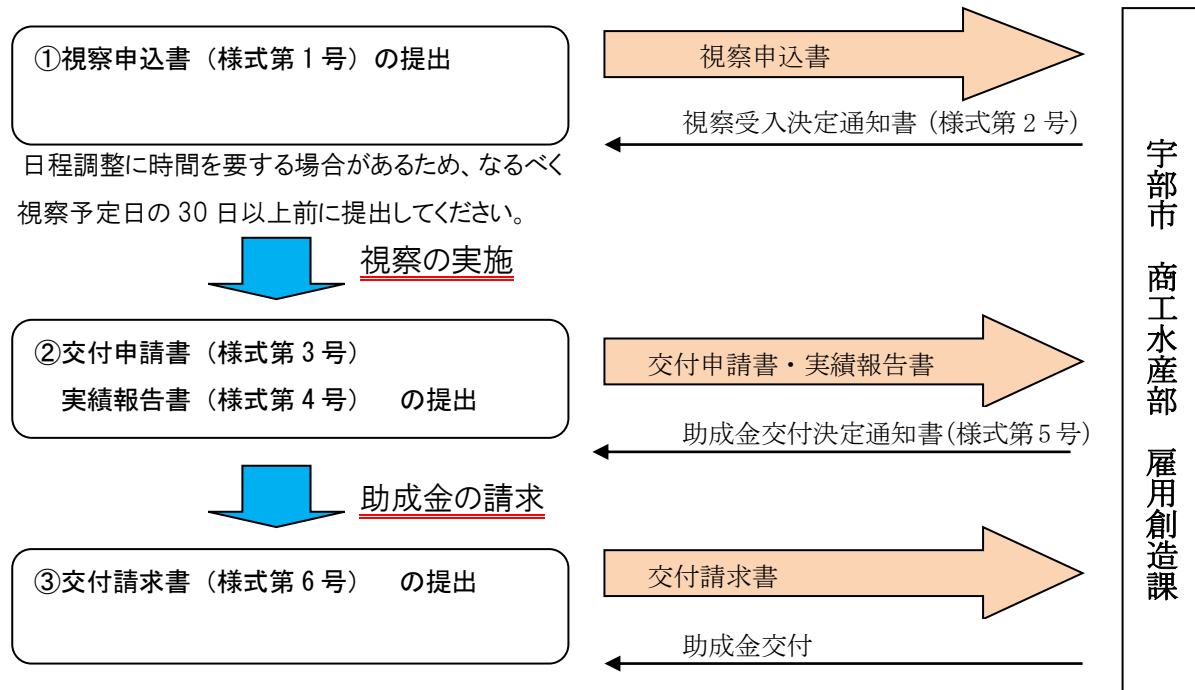 ①視察申込書（様式第1号）の提出
視察申込書
視察受入決定通知書（様式第2号）
日程調整に時間を要する場合があるため、なるべく
視察予定日の30日以上前に提出してください。
視察の実施
②交付申請書（様式第3号）
実績報告書（様式第4号）　の提出
交付申請書・実績報告書
助成金交付決定通知書(様式第5号)
助成金の請求
③交付請求書（様式第6号）　の提出
交付請求書
助成金交付
宇部市　商工水産部　雇用創造課